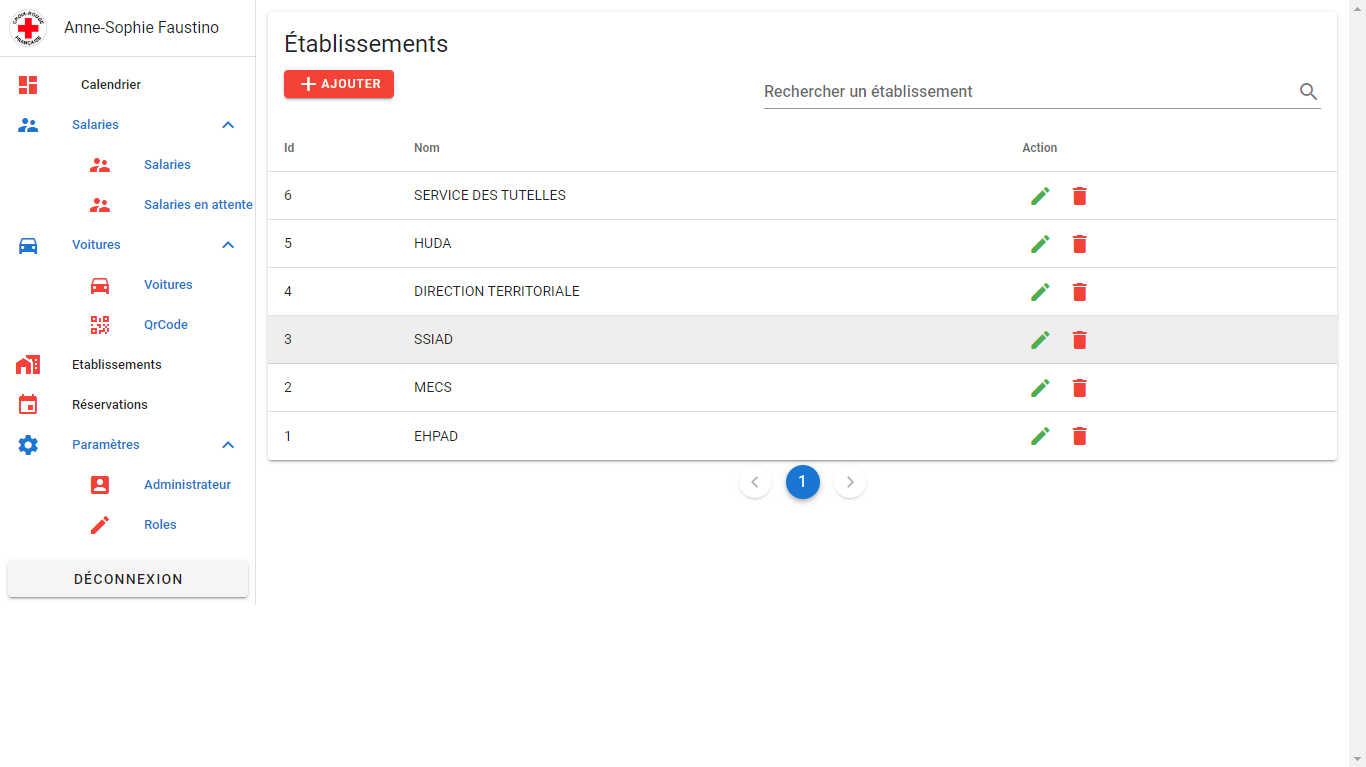 CROIX-ROUGE
FRANÇAISE
Anne-Sophie Faustino
Calendrier
Salaries
Salaries
Salaries en attente
Voitures
Voitures
QrCode
Etablissements
Réservations
Paramètres
Administrateur
Roles
DÉCONNEXION
Établissements
AJOUTER
Rechercher un établissement
Id Nom Action
6 SERVICE DES TUTELLES
5 HUDA
4 DIRECTION TERRITORIALE
3 SSIAD
2 MECS
1 EHPAD
1